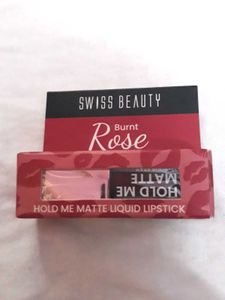 SWISS BEAUTY
Burnt
Rose
HOLD ME
MATTE
HOLD ME MATTE LIQUID LIPSTICK